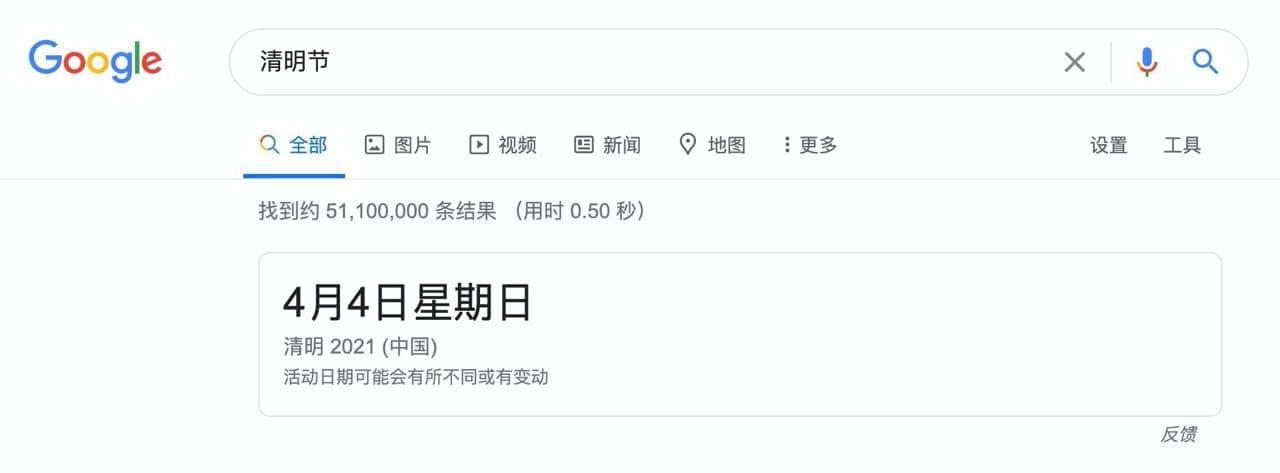 Google 清明节
全部 图片 视频 新闻 地图 更多 设置 工具
找到约 51,100,000 条结果 （用时 0.50 秒）
4月4日星期日
清明 2021 (中国)
活动日期可能会有所不同或有变动
反馈